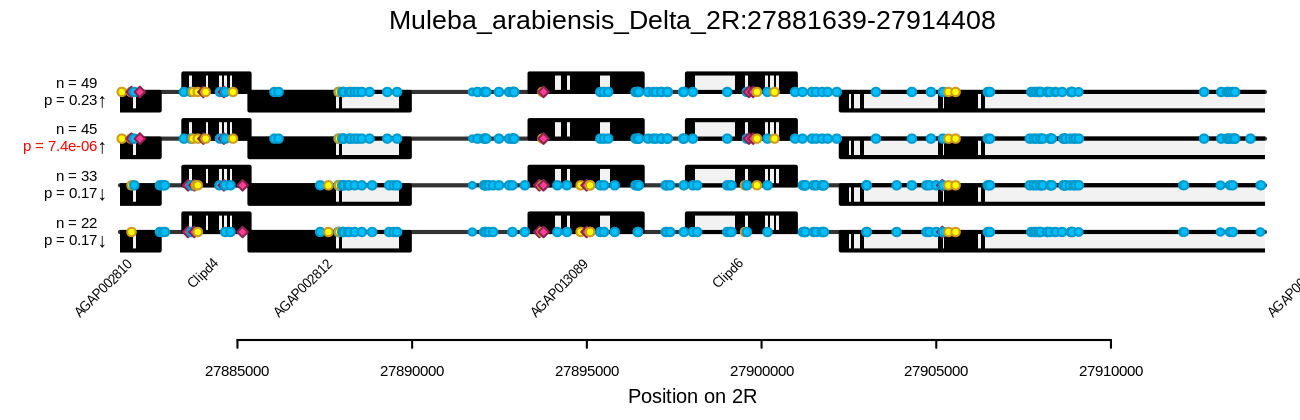 Muleba_arabiensis_Delta_2R:27881639-27914408
n = 49
p = 0.23↑
n = 45
p = 7.4e-06↑
n = 33
p = 0.17↓
n = 22
p = 0.17↓
AGAP002810
Clipd4
AGAP002812
AGAP013089
Clipd6
27885000
27890000
27895000
27900000
27905000
27910000
Position on 2R